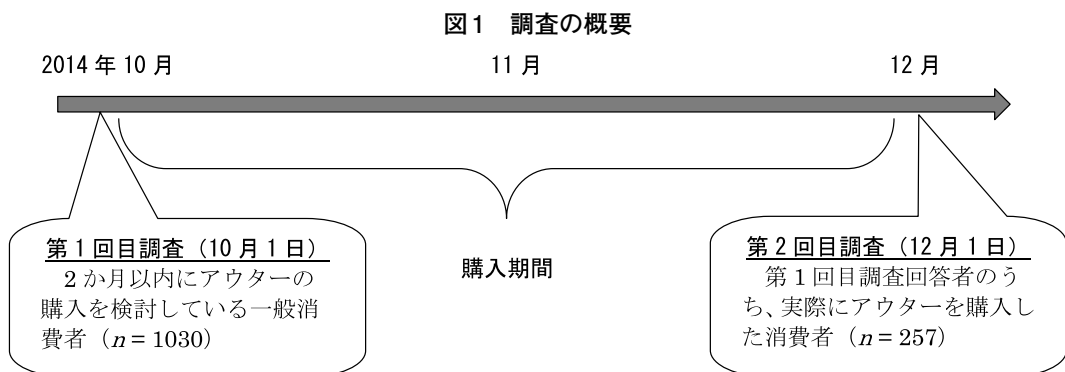 図1 調査の概要
2014 年 10 月
11 月
12 月
第1回目調査（10 月 1 日）
2 か月以内にアウターの
購入を検討している一般消
費者（n = 1030）
購入期間
第2回目調査（12 月 1 日）
第1回目調査回答者のう
ち、実際にアウターを購入し
た消費者（n = 257）